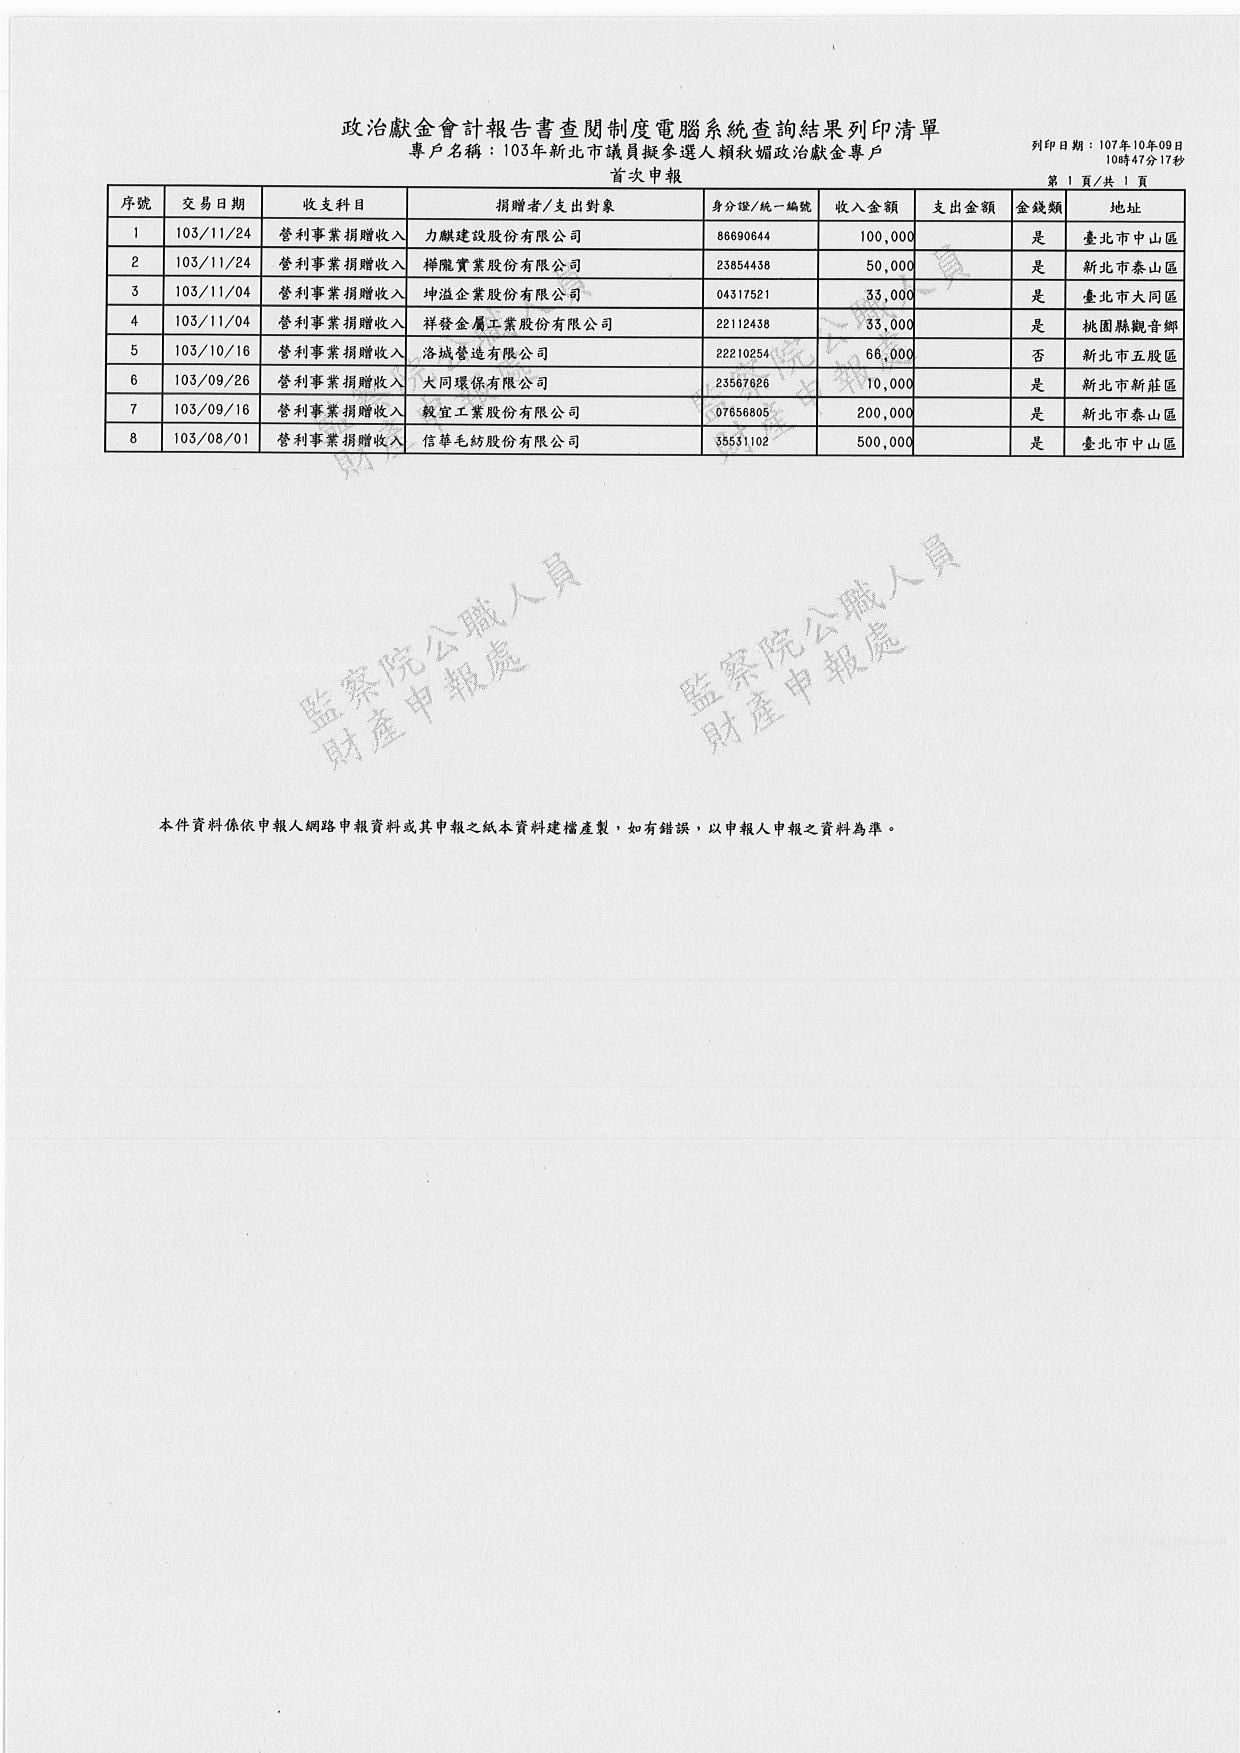 政治獻金會計報告書查閱制度電腦系統查詢結果列印清單
專戶名稱：103年新北市議員擬參選人賴秋媚政治獻金專戶
列印日期：107年10年09日
10時47分17秒
首次申報
第 1 頁/共 1 頁
序號 交易日期 收支科目 捐贈者/支出對象 身分證/統一編號 收入金額 支出金額 金錢類 地址
1 103/11/24 營利事業捐贈收入 力麒建設股份有限公司 86690644 100,000 是 臺北市中山區
2 103/11/24 營利事業捐贈收入 樺隴實業股份有限公司 23854438 50,000 是 新北市泰山區
3 103/11/04 營利事業捐贈收入 坤溢企業股份有限公司 04317521 33,000 是 臺北市大同區
4 103/11/04 營利事業捐贈收入 祥發金屬工業股份有限公司 22112438 33,000 是 桃園縣觀音鄉
5 103/10/16 營利事業捐贈收入 洛城營造有限公司 22210254 66,000 否 新北市五股區
6 103/09/26 營利事業捐贈收入 大同環保有限公司 23567626 10,000 是 新北市新莊區
7 103/09/16 營利事業捐贈收入 毅宜工業股份有限公司 07656805 200,000 是 新北市泰山區
8 103/08/01 營利事業捐贈收入 信華毛紡股份有限公司 35531102 500,000 是 臺北市中山區
監察院公職人員
財產申報處
監察院公職人員
財產申報處
監察院公職人員
財產申報處
監察院公職人員
財產申報處
本件資料係依申報人網路申報資料或其申報之紙本資料建檔產製，如有錯誤，以申報人申報之資料為準。